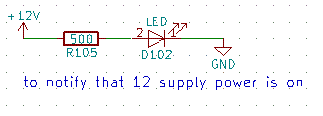 +12V
LED
500
2
1
R105
D102
GND
to notify that 12 supply power is on